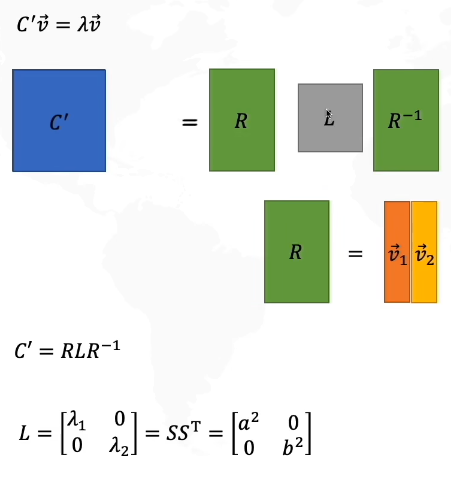 C′v⃗ = λv⃗
C′ = R L R⁻¹
R = v⃗₁ v⃗₂
C′ = RLR⁻¹
L = [λ₁ 0; 0 λ₂] = SSᵀ = [a² 0; 0 b²]